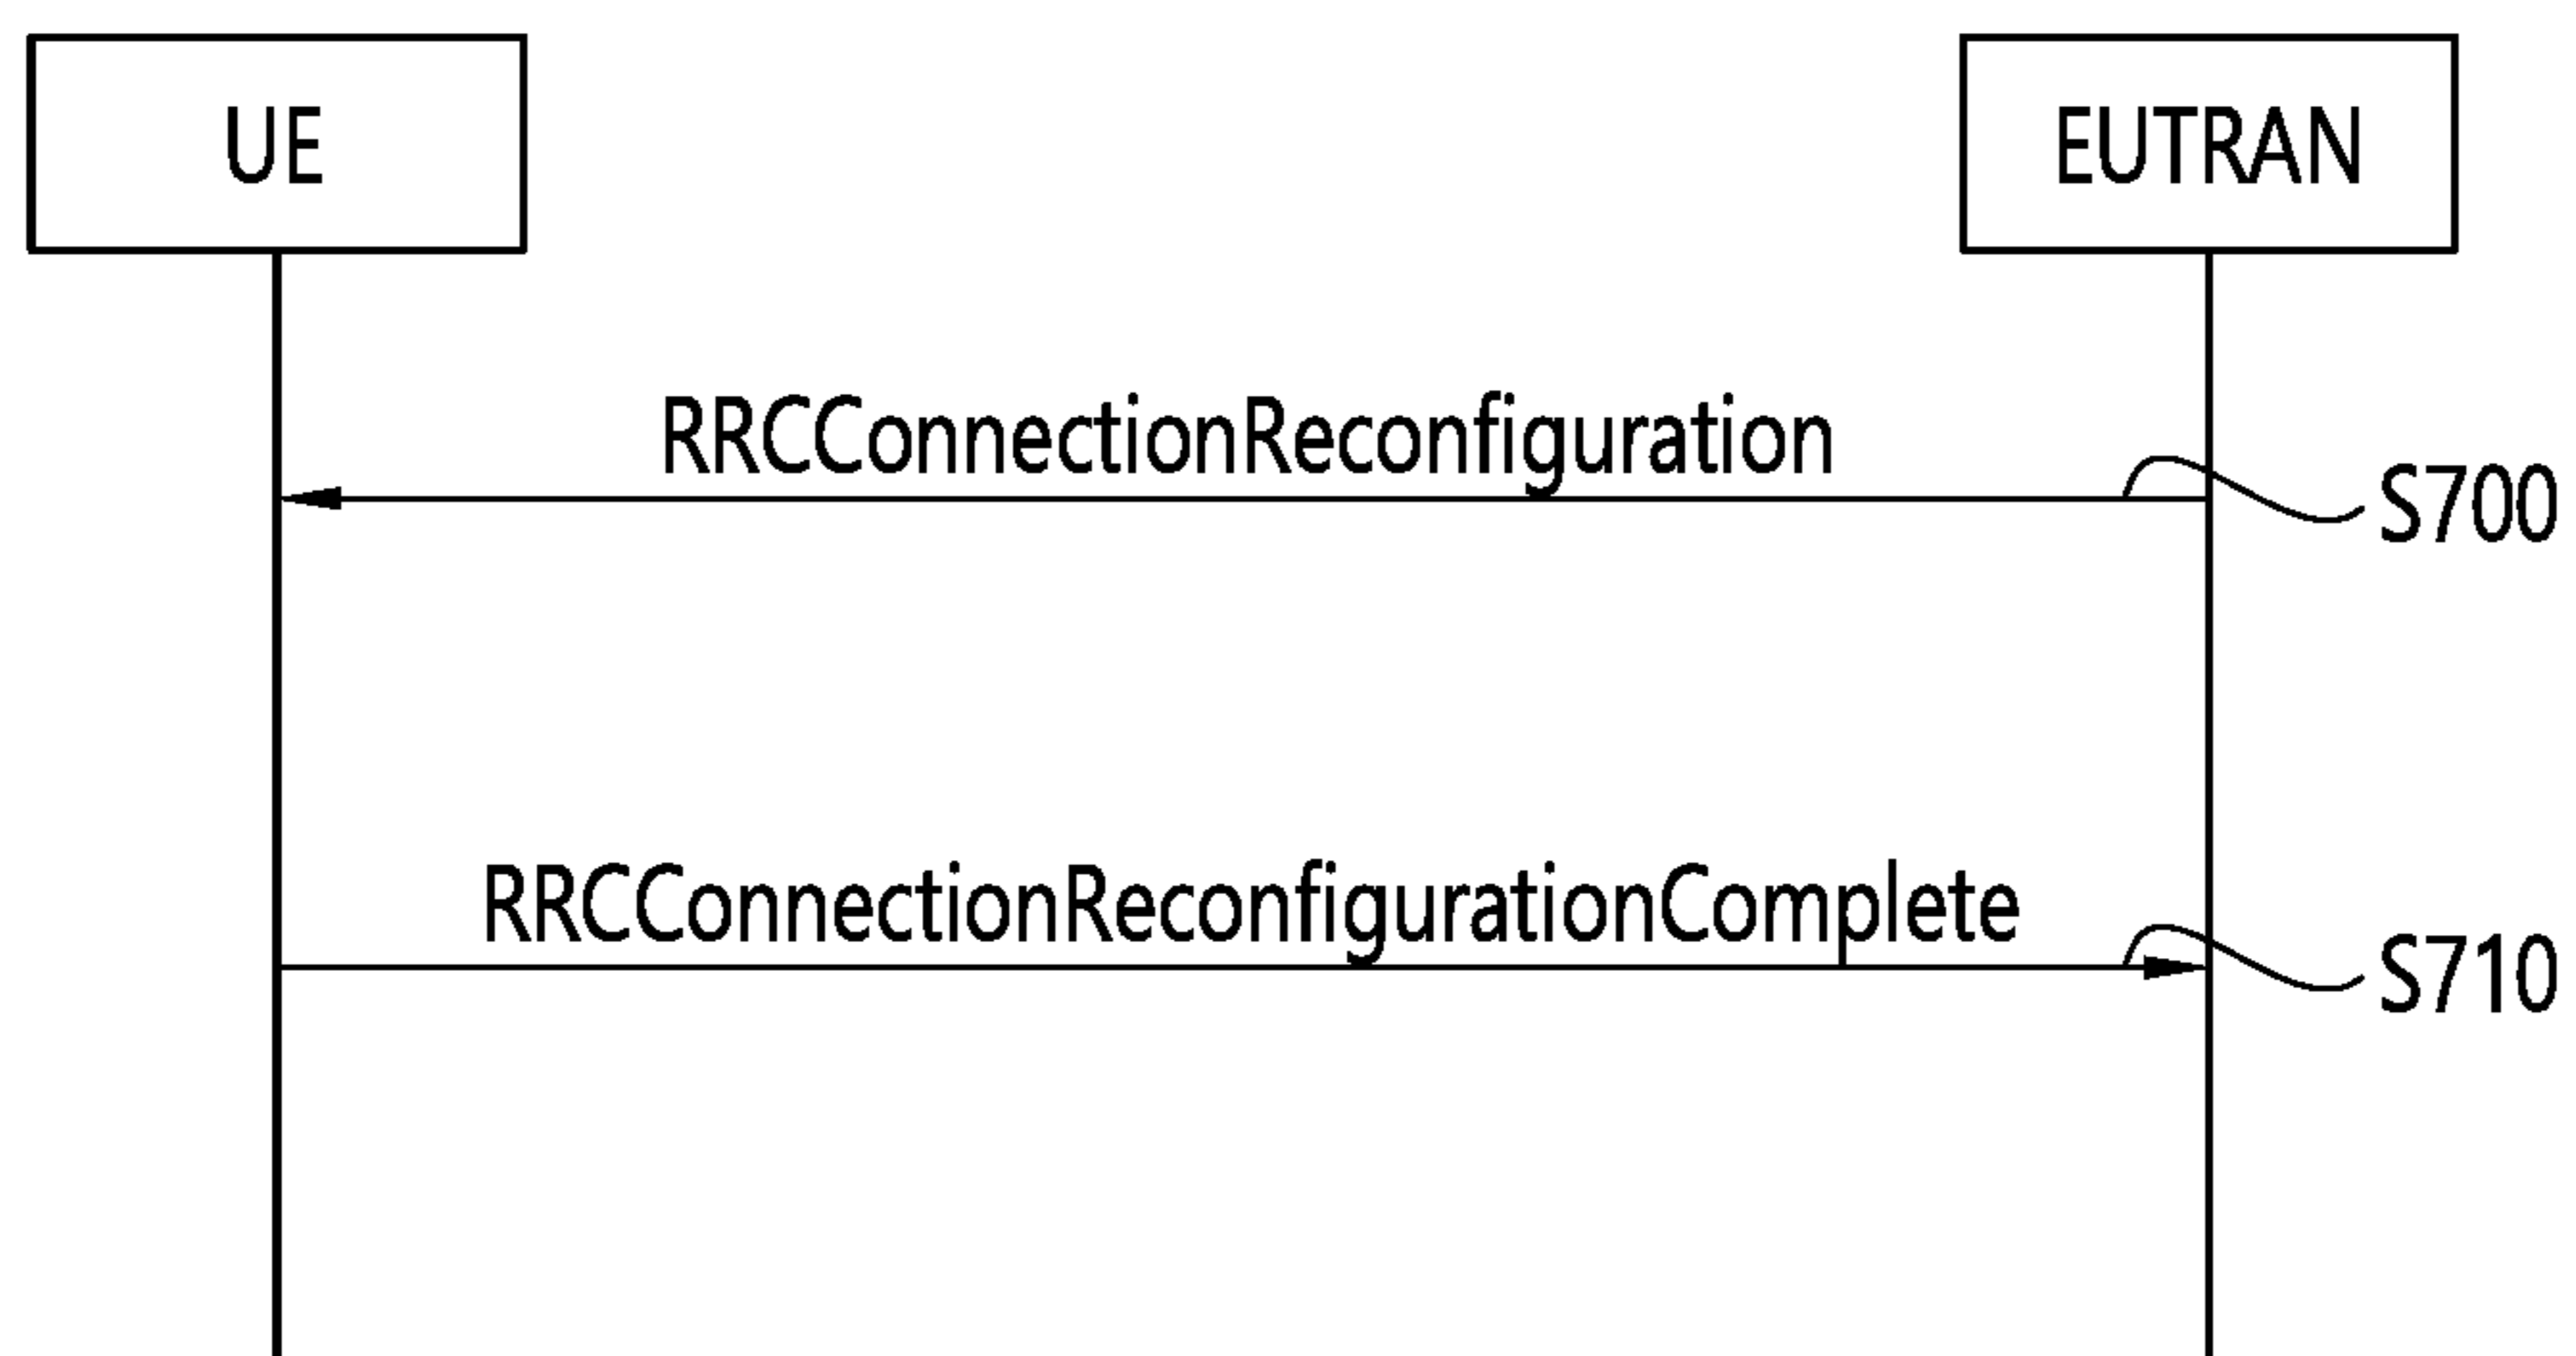 UE
EUTRAN
RRCConnectionReconfiguration
S700
RRCConnectionReconfigurationComplete
S710